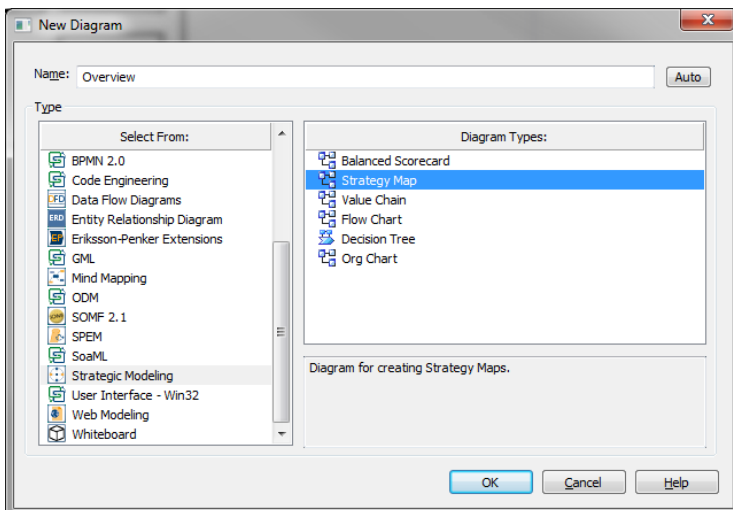 New Diagram
Name: Overview Auto
Type
Select From:
BPMN 2.0
Code Engineering
DFD Data Flow Diagrams
ERD Entity Relationship Diagram
EP Eriksson-Penker Extensions
GML
Mind Mapping
ODM
SOMF 2.1
SPEM
SoaML
Strategic Modeling
User Interface - Win32
Web Modeling
Whiteboard
Diagram Types:
Balanced Scorecard
Strategy Map
Value Chain
Flow Chart
Decision Tree
Org Chart
Diagram for creating Strategy Maps.
OK Cancel Help